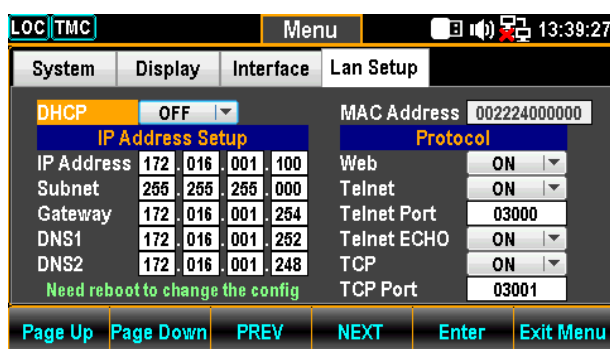 LOC TMC Menu 13:39:27
System Display Interface Lan Setup
DHCP OFF MAC Address 002224000000
IP Address Setup Protocol
IP Address 172 . 016 . 001 . 100 Web ON
Subnet 255 . 255 . 255 . 000 Telnet ON
Gateway 172 . 016 . 001 . 254 Telnet Port 03000
DNS1 172 . 016 . 001 . 252 Telnet ECHO ON
DNS2 172 . 016 . 001 . 248 TCP ON
Need reboot to change the config TCP Port 03001
Page Up Page Down PREV NEXT Enter Exit Menu